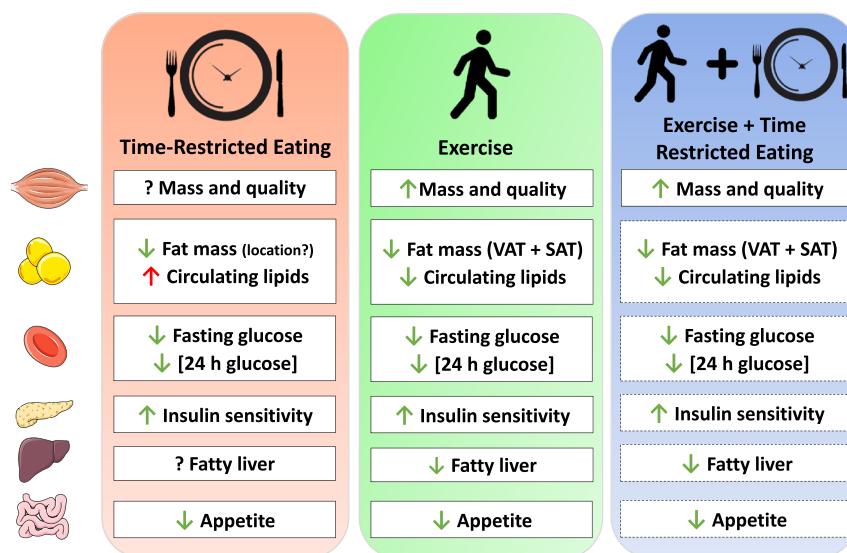 Time-Restricted Eating
? Mass and quality
↓ Fat mass (location?)
↑ Circulating lipids
↓ Fasting glucose
↓ [24 h glucose]
↑ Insulin sensitivity
? Fatty liver
↓ Appetite
Exercise
↑ Mass and quality
↓ Fat mass (VAT + SAT)
↓ Circulating lipids
↓ Fasting glucose
↓ [24 h glucose]
↑ Insulin sensitivity
↓ Fatty liver
↓ Appetite
Exercise + Time
Restricted Eating
↑ Mass and quality
↓ Fat mass (VAT + SAT)
↓ Circulating lipids
↓ Fasting glucose
↓ [24 h glucose]
↑ Insulin sensitivity
↓ Fatty liver
↓ Appetite